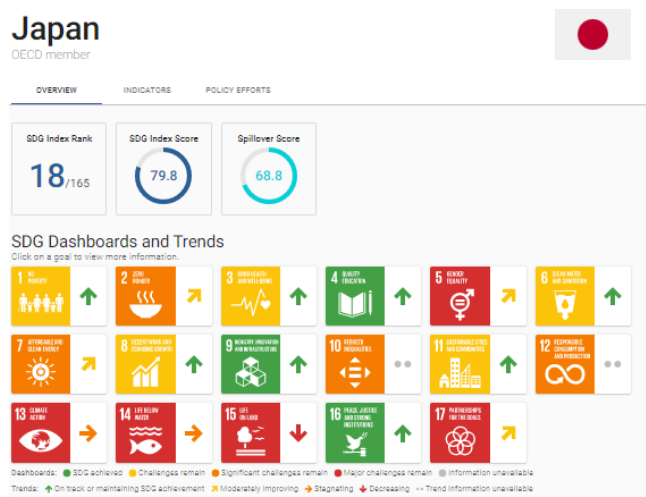 Japan
OECD member
OVERVIEW INDICATORS POLICY EFFORTS
SDG Index Rank SDG Index Score Spillover Score
18/165 79.8 68.8
SDG Dashboards and Trends
Click on a goal to view more information.
1 NO POVERTY
2 ZERO HUNGER
3 GOOD HEALTH AND WELL-BEING
4 QUALITY EDUCATION
5 GENDER EQUALITY
6 CLEAN WATER AND SANITATION
7 AFFORDABLE AND CLEAN ENERGY
8 DECENT WORK AND ECONOMIC GROWTH
9 INDUSTRY, INNOVATION AND INFRASTRUCTURE
10 REDUCED INEQUALITIES
11 SUSTAINABLE CITIES AND COMMUNITIES
12 RESPONSIBLE CONSUMPTION AND PRODUCTION
13 CLIMATE ACTION
14 LIFE BELOW WATER
15 LIFE ON LAND
16 PEACE, JUSTICE AND STRONG INSTITUTIONS
17 PARTNERSHIPS FOR THE GOALS
Dashboards: SDG achieved Challenges remain Significant challenges remain Major challenges remain Information unavailable
Trends: On track or maintaining SDG achievement Moderately improving Stagnating Decreasing Trend information unavailable